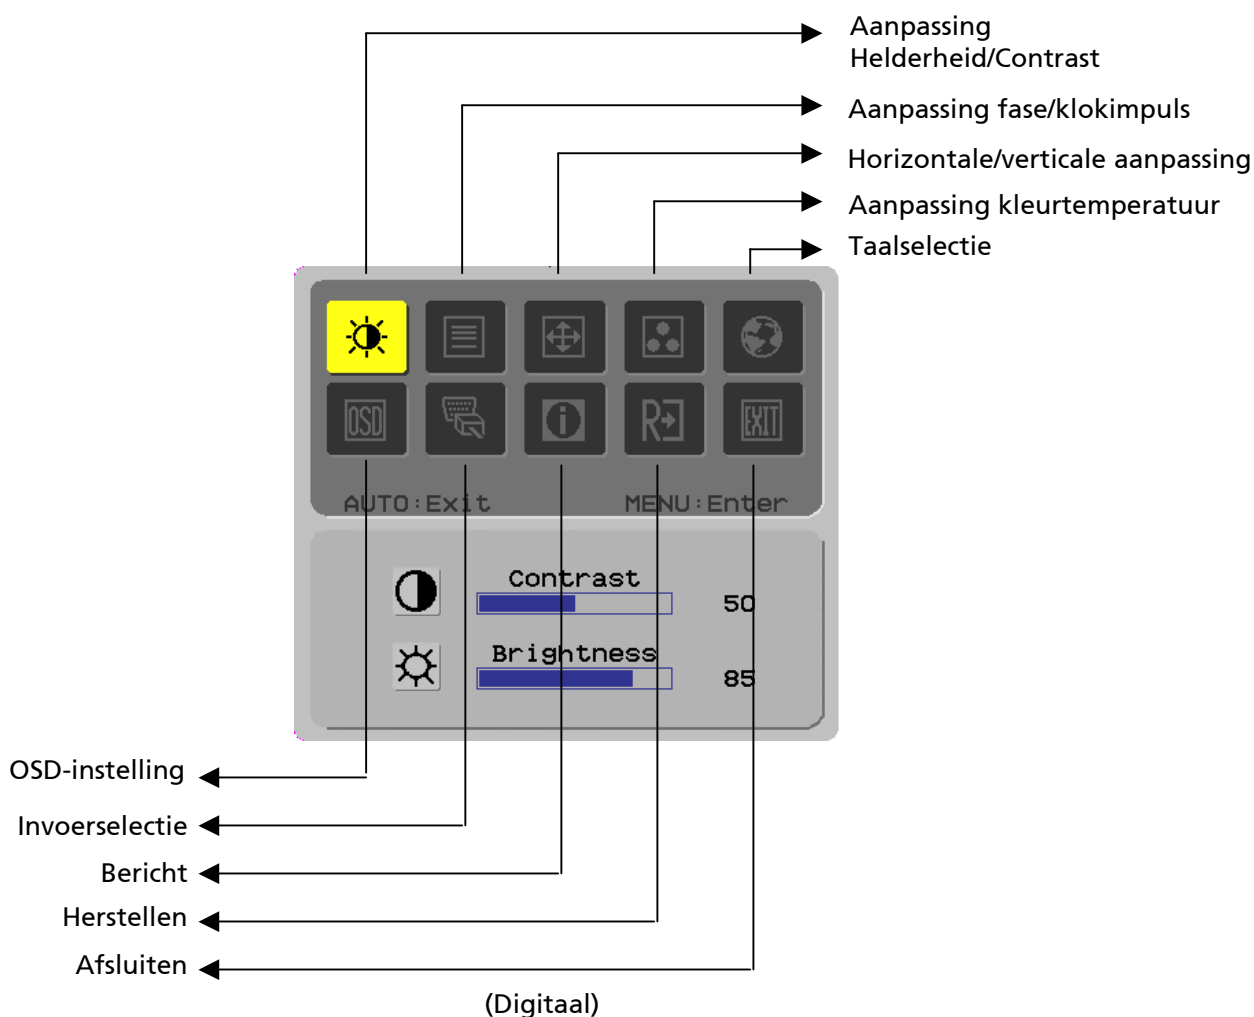 Aanpassing
Helderheid/Contrast
Aanpassing fase/klokimpuls
Horizontale/verticale aanpassing
Aanpassing kleurtemperatuur
Taalselectie
OSD
R
EXIT
AUTO:Exit MENU:Enter
Contrast
50
Brightness
85
OSD-instelling
Invoerselectie
Bericht
Herstellen
Afsluiten
(Digitaal)